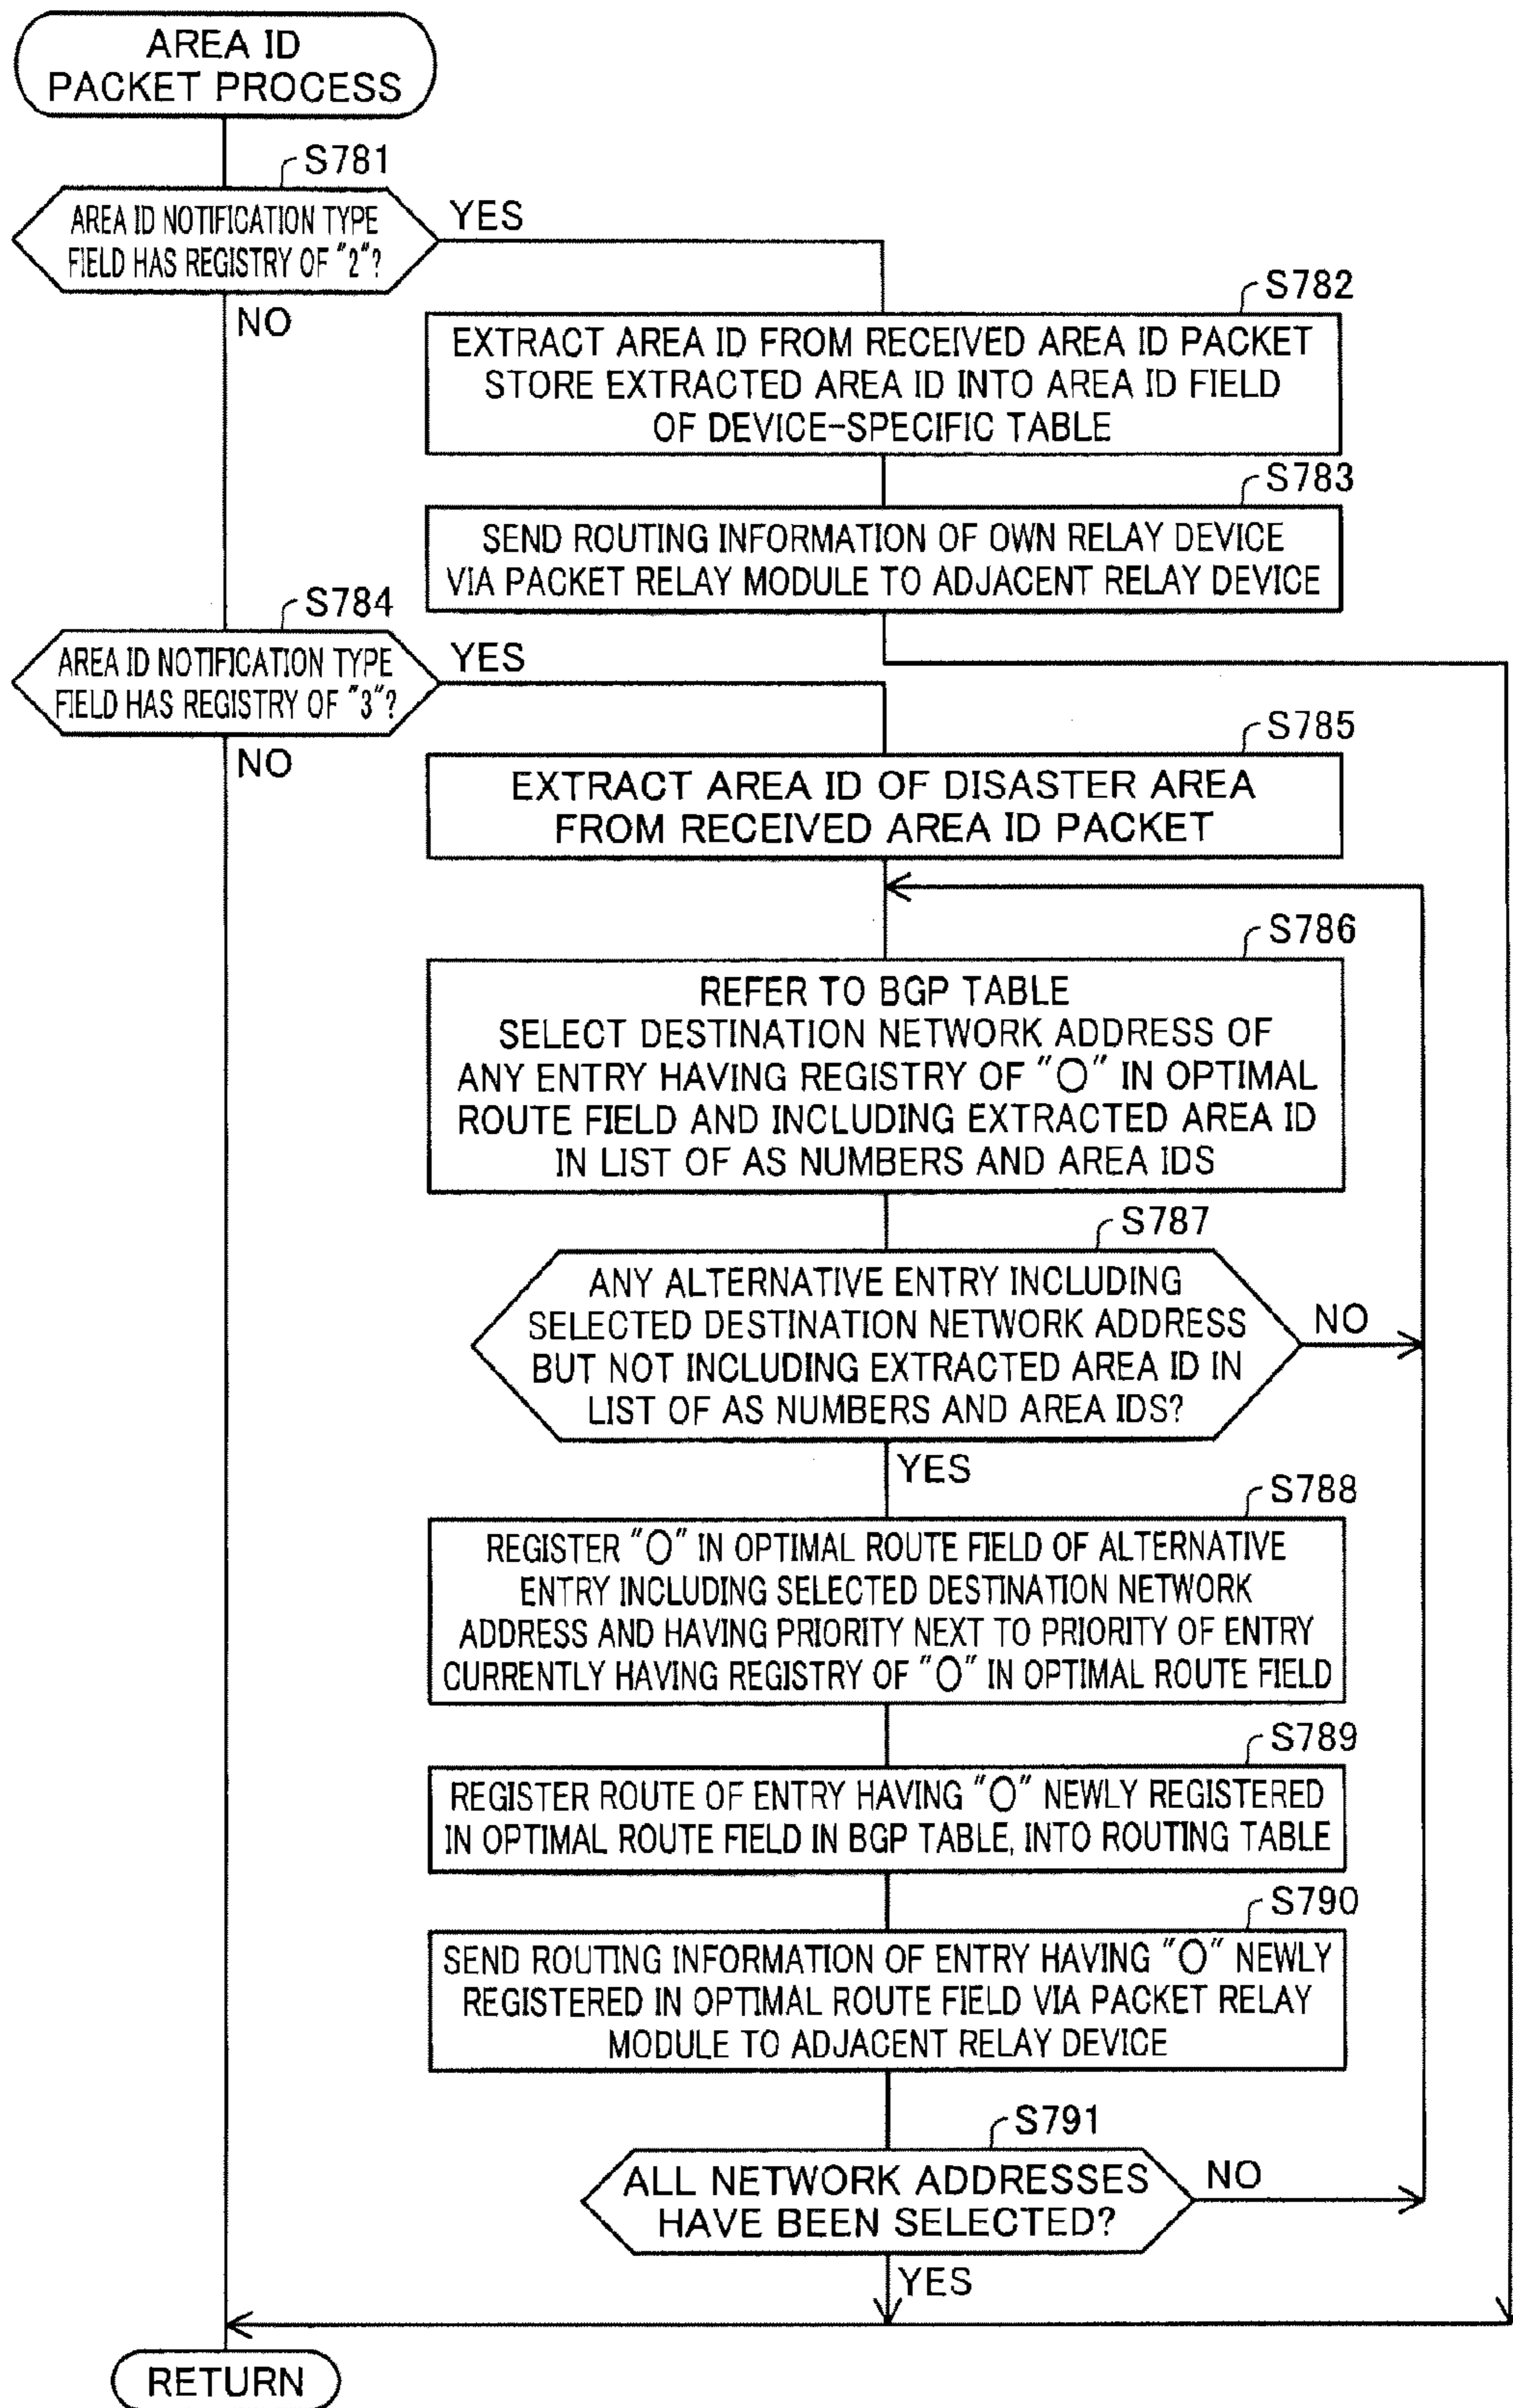 AREA ID
PACKET PROCESS
S781
AREA ID NOTIFICATION TYPE
FIELD HAS REGISTRY OF "2"?
YES
NO
S782
EXTRACT AREA ID FROM RECEIVED AREA ID PACKET
STORE EXTRACTED AREA ID INTO AREA ID FIELD
OF DEVICE-SPECIFIC TABLE
S783
SEND ROUTING INFORMATION OF OWN RELAY DEVICE
VIA PACKET RELAY MODULE TO ADJACENT RELAY DEVICE
S784
AREA ID NOTIFICATION TYPE
FIELD HAS REGISTRY OF "3"?
YES
NO
S785
EXTRACT AREA ID OF DISASTER AREA
FROM RECEIVED AREA ID PACKET
S786
REFER TO BGP TABLE
SELECT DESTINATION NETWORK ADDRESS OF
ANY ENTRY HAVING REGISTRY OF "○" IN OPTIMAL
ROUTE FIELD AND INCLUDING EXTRACTED AREA ID
IN LIST OF AS NUMBERS AND AREA IDS
S787
ANY ALTERNATIVE ENTRY INCLUDING
SELECTED DESTINATION NETWORK ADDRESS
BUT NOT INCLUDING EXTRACTED AREA ID IN
LIST OF AS NUMBERS AND AREA IDS?
NO
YES
S788
REGISTER "○" IN OPTIMAL ROUTE FIELD OF ALTERNATIVE
ENTRY INCLUDING SELECTED DESTINATION NETWORK
ADDRESS AND HAVING PRIORITY NEXT TO PRIORITY OF ENTRY
CURRENTLY HAVING REGISTRY OF "○" IN OPTIMAL ROUTE FIELD
S789
REGISTER ROUTE OF ENTRY HAVING "○" NEWLY REGISTERED
IN OPTIMAL ROUTE FIELD IN BGP TABLE, INTO ROUTING TABLE
S790
SEND ROUTING INFORMATION OF ENTRY HAVING "○" NEWLY
REGISTERED IN OPTIMAL ROUTE FIELD VIA PACKET RELAY
MODULE TO ADJACENT RELAY DEVICE
S791
ALL NETWORK ADDRESSES
HAVE BEEN SELECTED?
NO
YES
RETURN